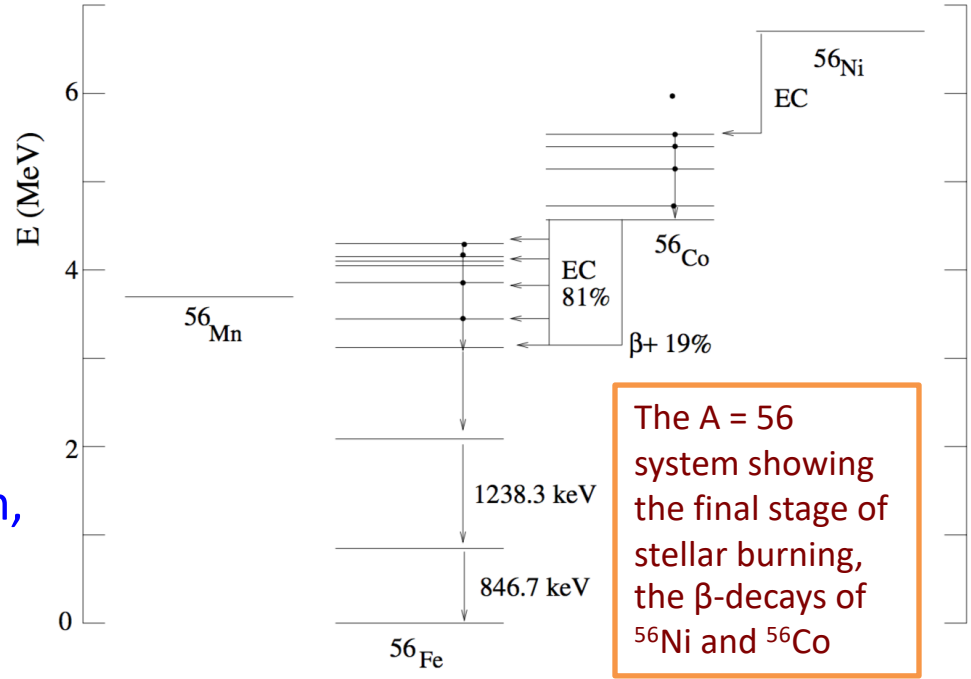 E (MeV)
6
4
2
0
56Ni
EC
56Co
EC
81%
β+ 19%
56Mn
1238.3 keV
846.7 keV
56Fe
n,
The A = 56
system showing
the final stage of
stellar burning,
the β-decays of
56Ni and 56Co